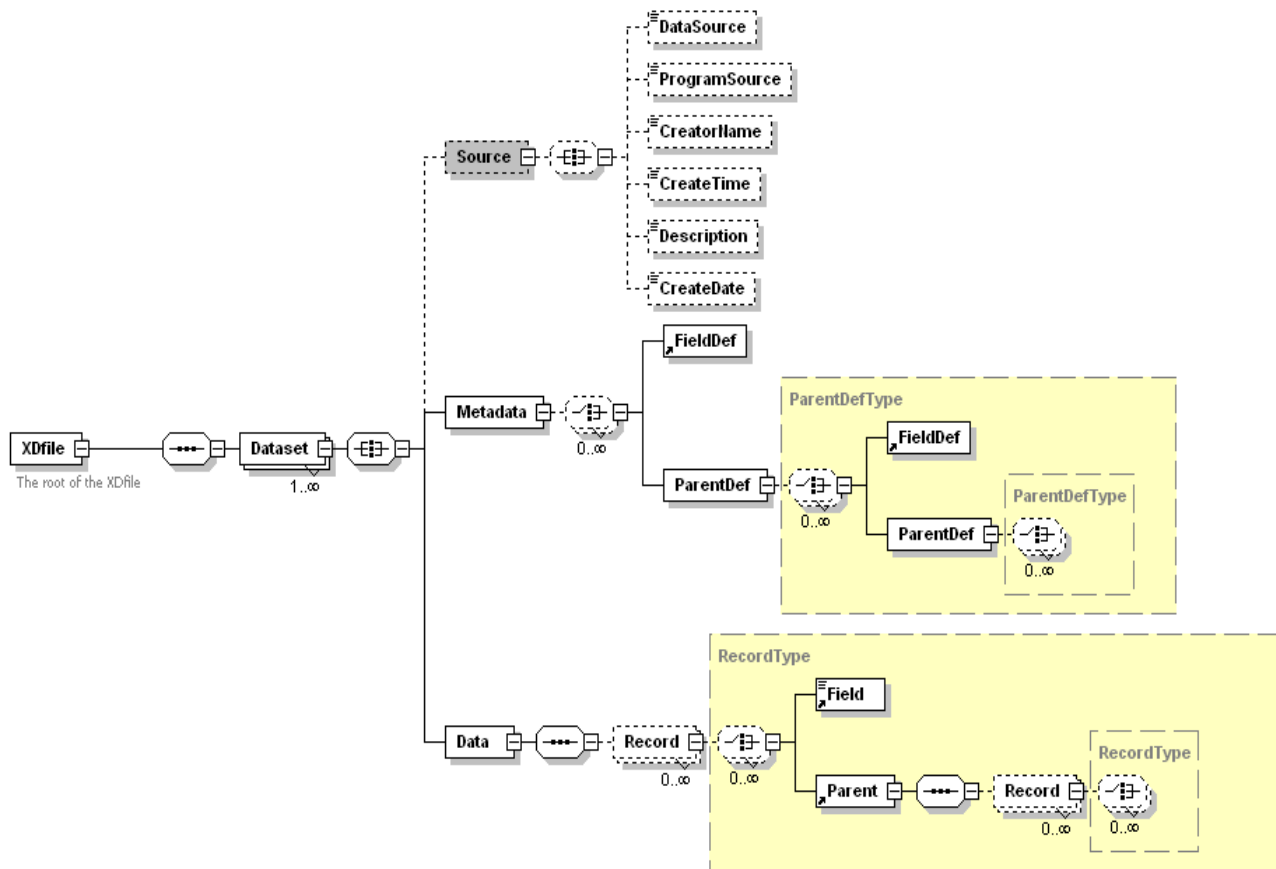 DataSource
ProgramSource
CreatorName
Source
CreateTime
Description
CreateDate
FieldDef
ParentDefType
Metadata
0..∞
FieldDef
XDfile
Dataset
The root of the XDfile
1..∞
ParentDef
0..∞
ParentDefType
ParentDef
0..∞
RecordType
Field
Data
Record
0..∞
0..∞
RecordType
Parent
Record
0..∞
0..∞